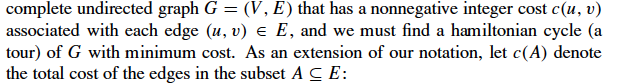 complete undirected graph G = (V, E) that has a nonnegative integer cost c(u, v)
associated with each edge (u, v) ∈ E, and we must find a hamiltonian cycle (a
tour) of G with minimum cost. As an extension of our notation, let c(A) denote
the total cost of the edges in the subset A ⊆ E: